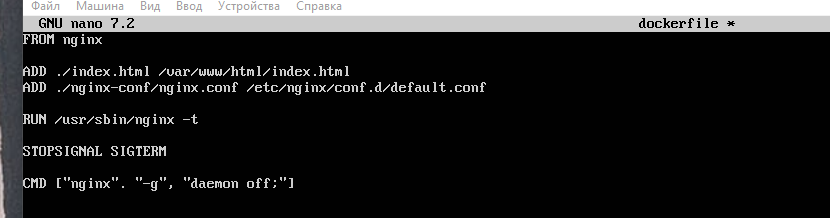 Файл Машина Вид Ввод Устройства Справка
GNU nano 7.2 dockerfile *
FROM nginx
ADD ./index.html /var/www/html/index.html
ADD ./nginx-conf/nginx.conf /etc/nginx/conf.d/default.conf
RUN /usr/sbin/nginx -t
STOPSIGNAL SIGTERM
CMD ["nginx". "-g", "daemon off;"]